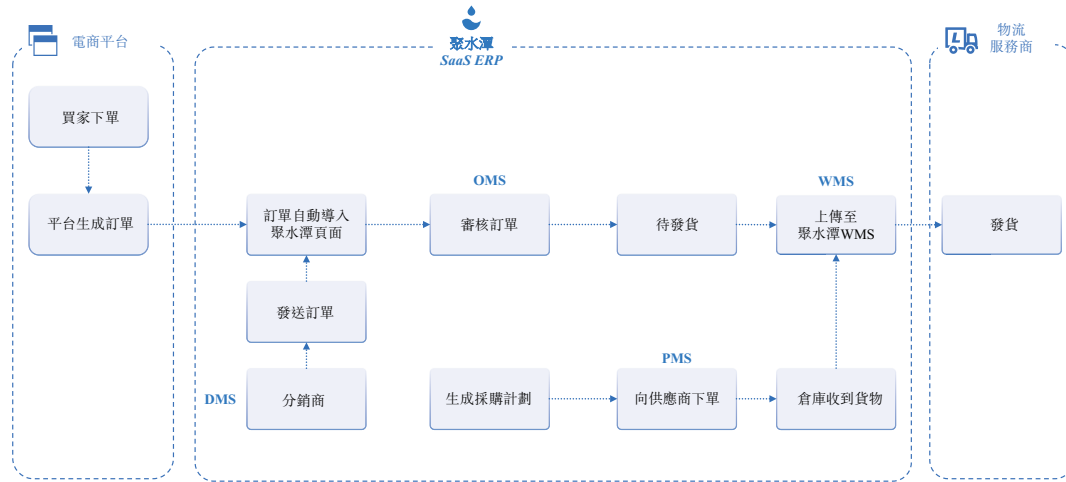 電商平台
聚水潭
SaaS ERP
物流
服務商
買家下單
平台生成訂單
OMS
WMS
訂單自動導入
聚水潭頁面
審核訂單
待發貨
上傳至
聚水潭WMS
發貨
發送訂單
PMS
DMS
分銷商
生成採購計劃
向供應商下單
倉庫收到貨物